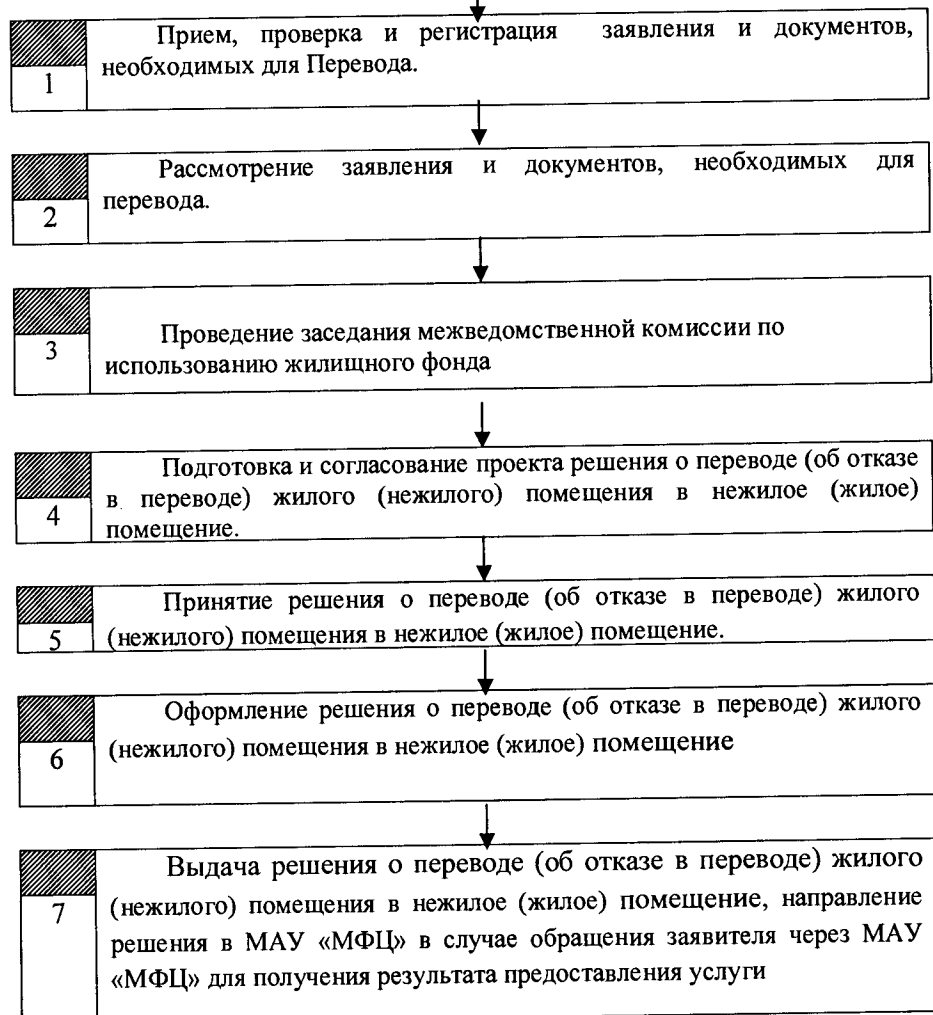 Прием, проверка и регистрация заявления и документов,
необходимых для Перевода.
1
Рассмотрение заявления и документов, необходимых для
перевода.
2
Проведение заседания межведомственной комиссии по
3
использованию жилищного фонда
Подготовка и согласование проекта решения о переводе (об отказе
в переводе) жилого (нежилого) помещения в нежилое (жилое)
4
помещение.
Принятие решения о переводе (об отказе в переводе) жилого
5
(нежилого) помещения в нежилое (жилое) помещение.
Оформление решения о переводе (об отказе в переводе) жилого
(нежилого) помещения в нежилое (жилое) помещение
6
Выдача решения о переводе (об отказе в переводе) жилого
7
(нежилого) помещения в нежилое (жилое) помещение, направление
решения в МАУ «МФЦ» в случае обращения заявителя через МАУ
«МФЦ» для получения результата предоставления услуги